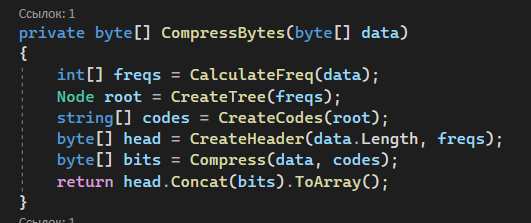 Ссылок: 1
private byte[] CompressBytes(byte[] data)
{
int[] freqs = CalculateFreq(data);
Node root = CreateTree(freqs);
string[] codes = CreateCodes(root);
byte[] head = CreateHeader(data.Length, freqs);
byte[] bits = Compress(data, codes);
return head.Concat(bits).ToArray();
}
Ссылок: 1